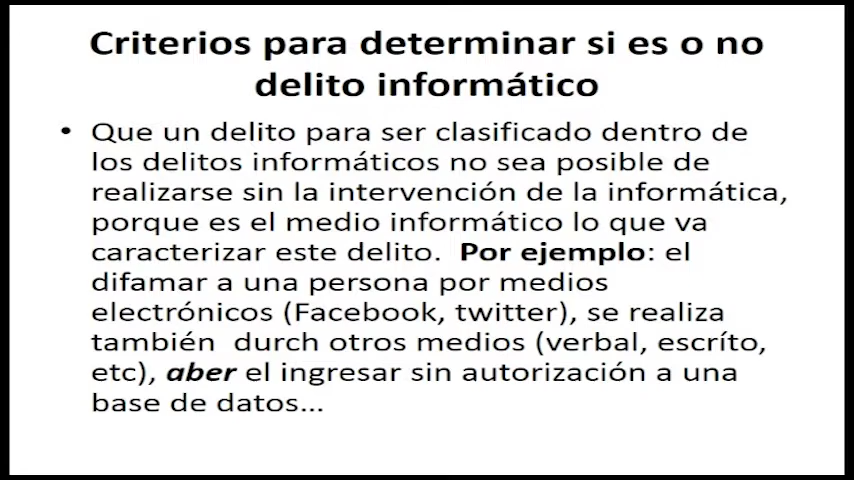 Criterios para determinar si es o no
delito informático
• Que un delito para ser clasificado dentro de
los delitos informáticos no sea posible de
realizarse sin la intervención de la informática,
porque es el medio informático lo que va
caracterizar este delito. Por ejemplo: el
difamar a una persona por medios
electrónicos (Facebook, twitter), se realiza
también durch otros medios (verbal, escríto,
etc), aber el ingresar sin autorización a una
base de datos...